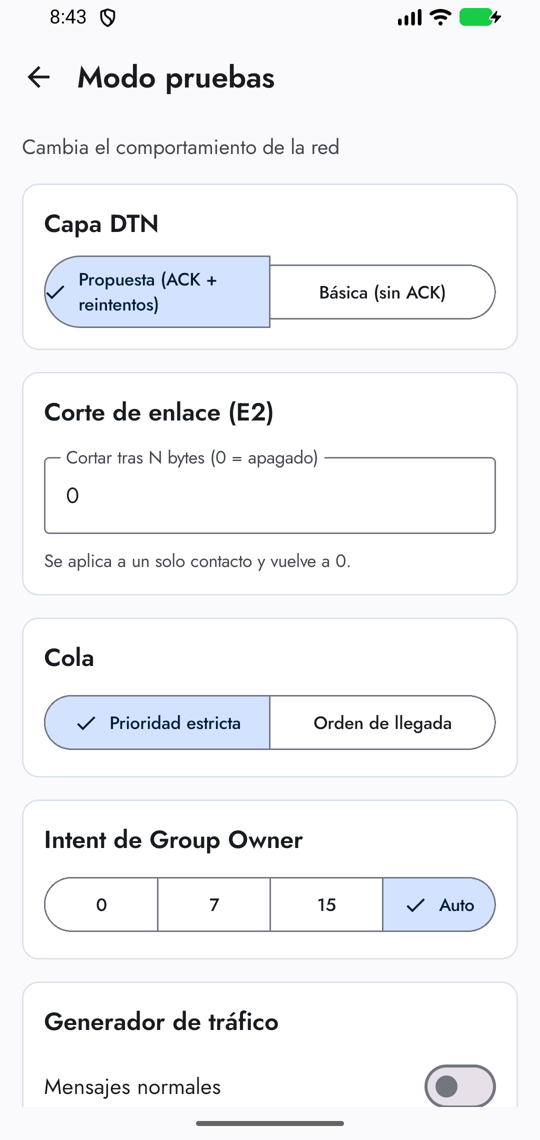 8:43
Modo pruebas
Cambia el comportamiento de la red
Capa DTN
Propuesta (ACK +
reintentos)
Básica (sin ACK)
Corte de enlace (E2)
Cortar tras N bytes (0 = apagado)
0
Se aplica a un solo contacto y vuelve a 0.
Cola
Prioridad estricta
Orden de llegada
Intent de Group Owner
0
7
15
Auto
Generador de tráfico
Mensajes normales